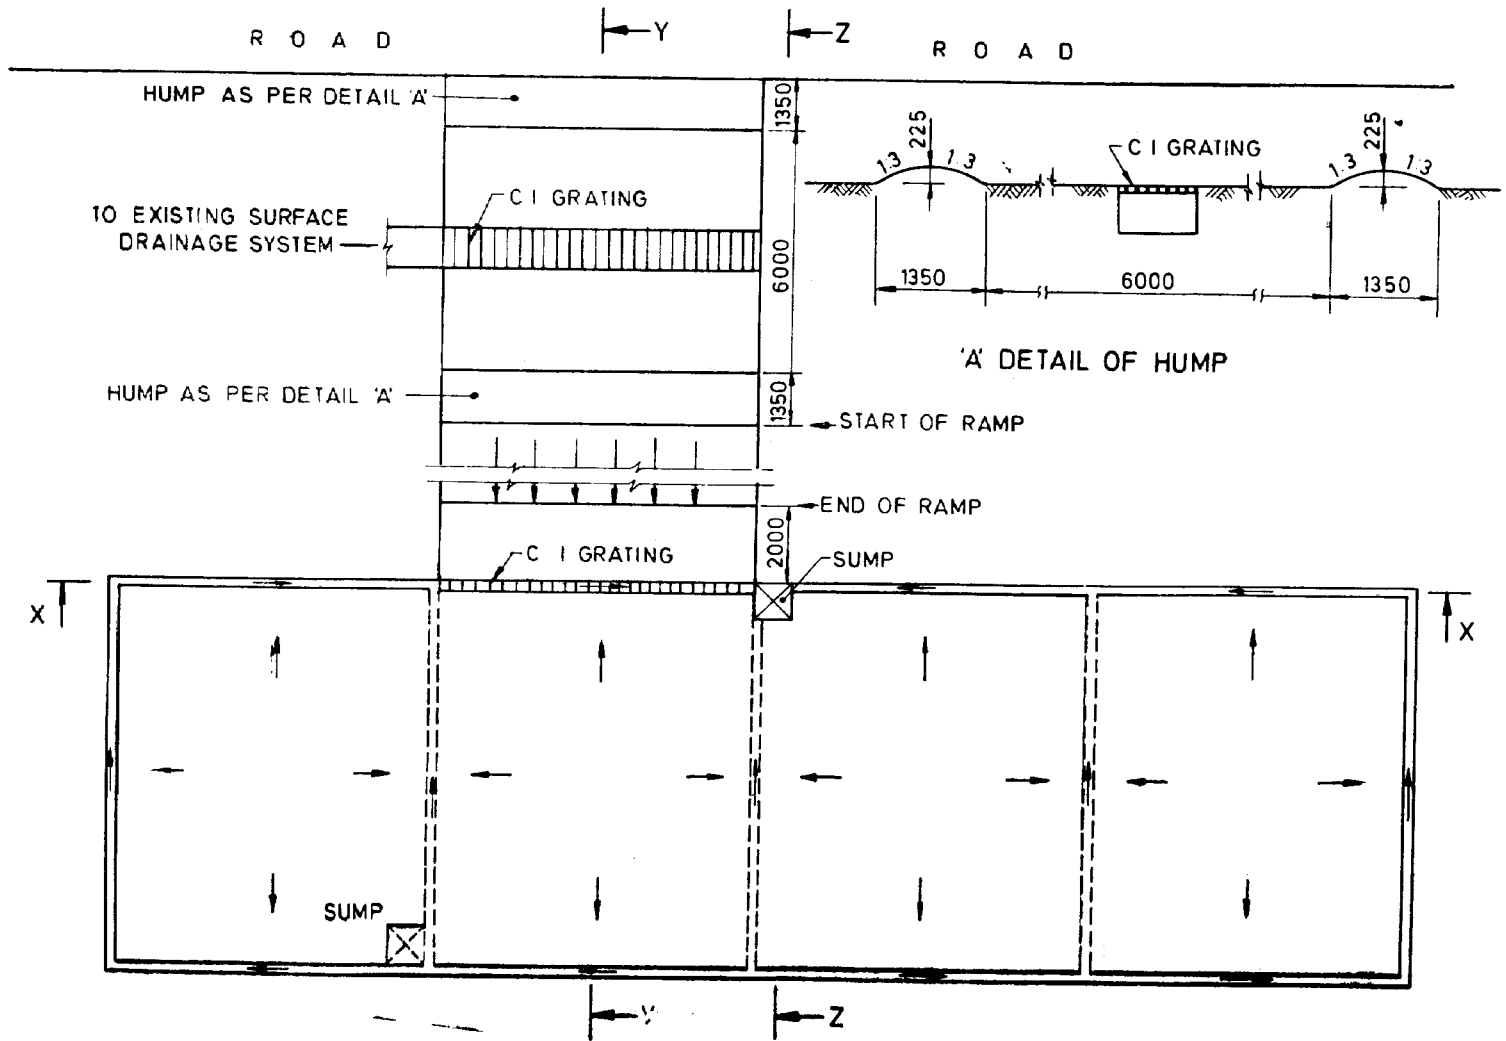 Y
Z
R O A D
R O A D
HUMP AS PER DETAIL 'A'
1350
225
225
1:3
1:3
C I GRATING
1:3
1:3
C I GRATING
TO EXISTING SURFACE
DRAINAGE SYSTEM
6000
1350
6000
1350
'A' DETAIL OF HUMP
HUMP AS PER DETAIL 'A'
1350
START OF RAMP
END OF RAMP
2000
C I GRATING
SUMP
X
X
SUMP
Y
Z